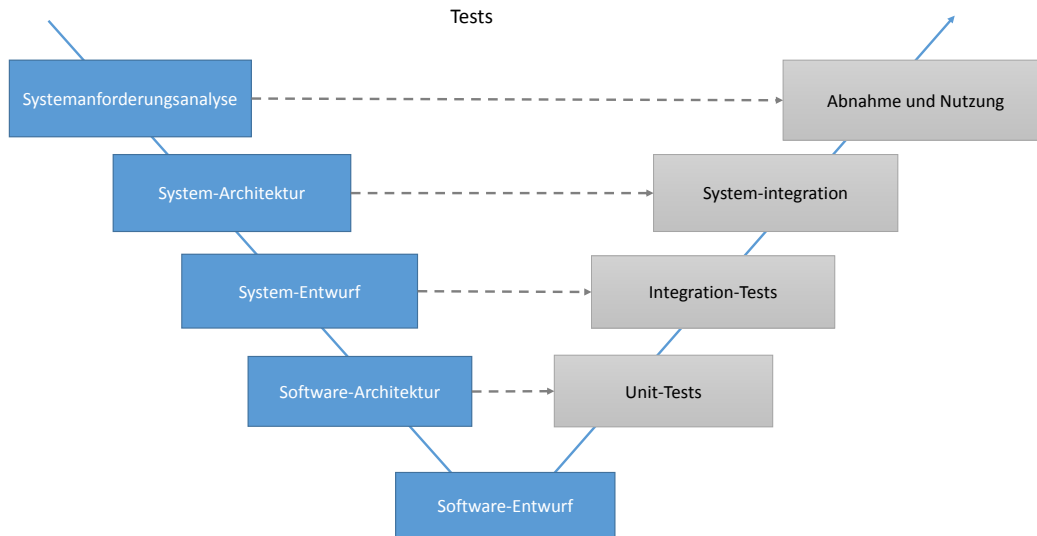 Tests
Systemanforderungsanalyse
Abnahme und Nutzung
System-Architektur
System-integration
System-Entwurf
Integration-Tests
Software-Architektur
Unit-Tests
Software-Entwurf